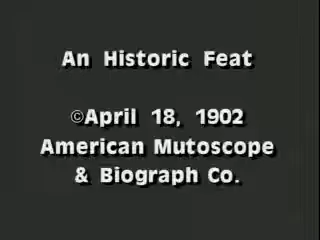 An Historic Feat
©April 18, 1902
American Mutoscope
& Biograph Co.